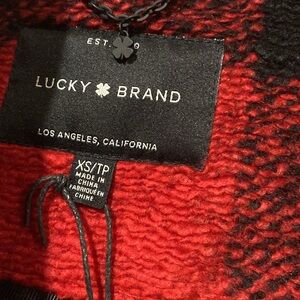 EST.
LUCKY BRAND
LOS ANGELES, CALIFORNIA
XS/TP
MADE IN
CHINA
FABRIQUÉ EN
CHINE